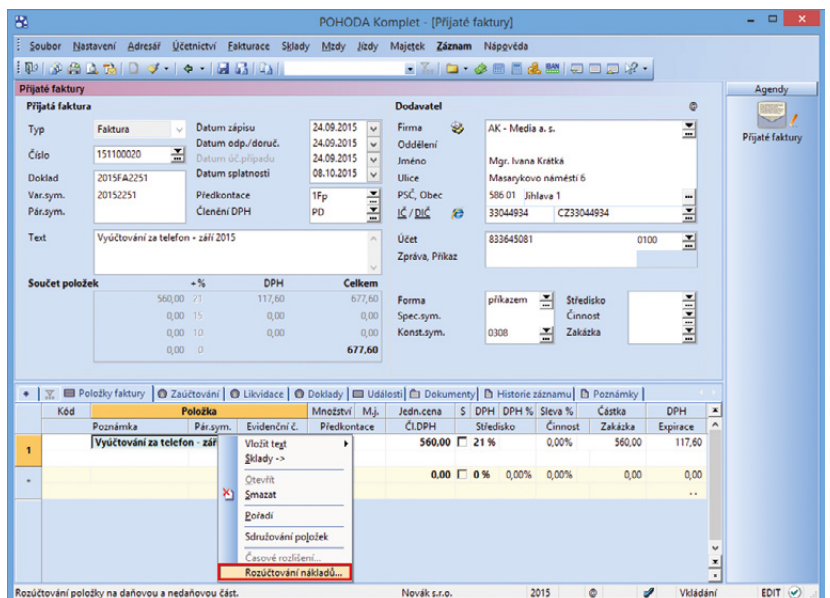 POHODA Komplet - [Přijaté faktury]
Soubor Nastavení Adresář Účetnictví Fakturace Sklady Mzdy Jízdy Majetek Záznam Nápověda
Přijaté faktury
Agendy
Přijaté faktury
Přijatá faktura
Typ Faktura
Číslo 151100020
Doklad 2015FA2251
Var.sym. 20152251
Pár.sym.
Datum zápisu 24.09.2015
Datum odp./doruč. 24.09.2015
Datum úč.případu 24.09.2015
Datum splatnosti 08.10.2015
Předkontace 1Fp
Členění DPH PD
Text Vyúčtování za telefon - září 2015
Součet položek +% DPH Celkem
560,00 21 117,60 677,60
0,00 15 0,00 0,00
0,00 10 0,00 0,00
0,00 0 677,60
Dodavatel @
Firma AK - Media a. s.
Oddělení
Jméno Mgr. Ivana Krátká
Ulice Masarykovo náměstí 6
PSČ, Obec 586 01 Jihlava 1
IČ / DIČ 33044934 CZ33044934
Účet 833645081 0100
Zpráva, Příkaz
Forma příkazem Středisko
Spec.sym. Činnost
Konst.sym. 0308 Zakázka
Položky faktury Zaúčtování Likvidace Doklady Události Dokumenty Historie záznamu Poznámky
Kód Položka Množství M.j. Jedn.cena S DPH DPH % Sleva % Částka DPH
Poznámka Pár.sym. Evidenční č. Předkontace Čl.DPH Středisko Činnost Zakázka Expirace
1 Vyúčtování za telefon - zář 560,00 21 % 0,00% 560,00 117,60
* 0,00 0 % 0,00% 0,00% 0,00 0,00
Vložit text
Sklady ->
Otevřít
Smazat
Pořadí
Sdružování položek
Časové rozlišení...
Rozúčtování nákladů...
Rozúčtování položky na daňovou a nedaňovou část. Novák s.r.o. 2015 @ Vkládání EDIT